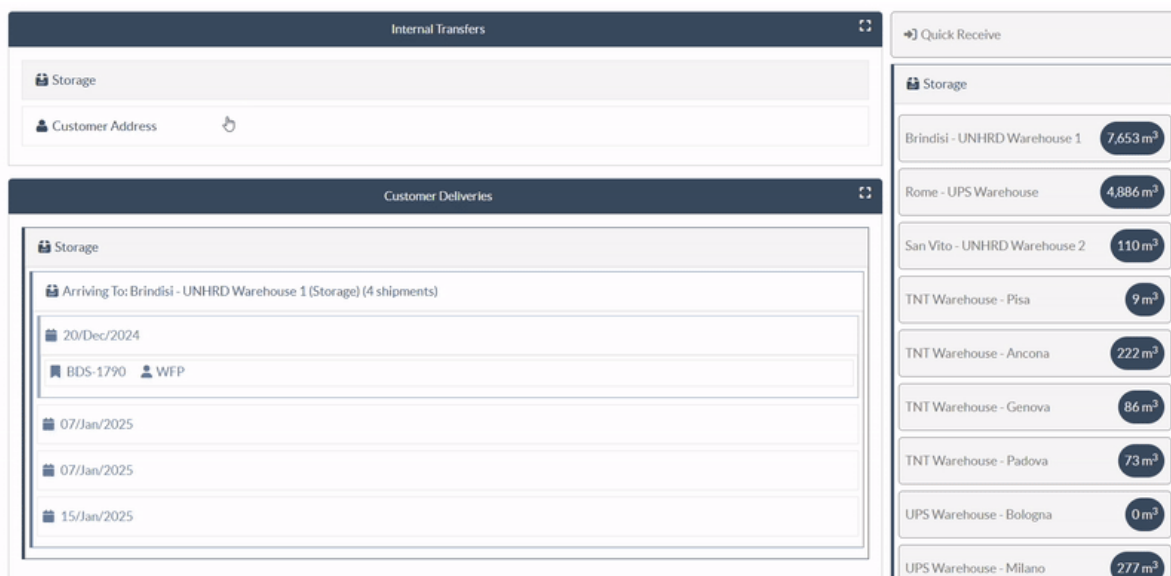 Internal Transfers
Storage
Customer Address
Customer Deliveries
Storage
Arriving To: Brindisi - UNHRD Warehouse 1 (Storage) (4 shipments)
20/Dec/2024
BDS-1790 WFP
07/Jan/2025
07/Jan/2025
15/Jan/2025
Quick Receive
Storage
Brindisi - UNHRD Warehouse 1 7,653 m³
Rome - UPS Warehouse 4,886 m³
San Vito - UNHRD Warehouse 2 110 m³
TNT Warehouse - Pisa 9 m³
TNT Warehouse - Ancona 222 m³
TNT Warehouse - Genova 86 m³
TNT Warehouse - Padova 73 m³
UPS Warehouse - Bologna 0 m³
UPS Warehouse - Milano 277 m³